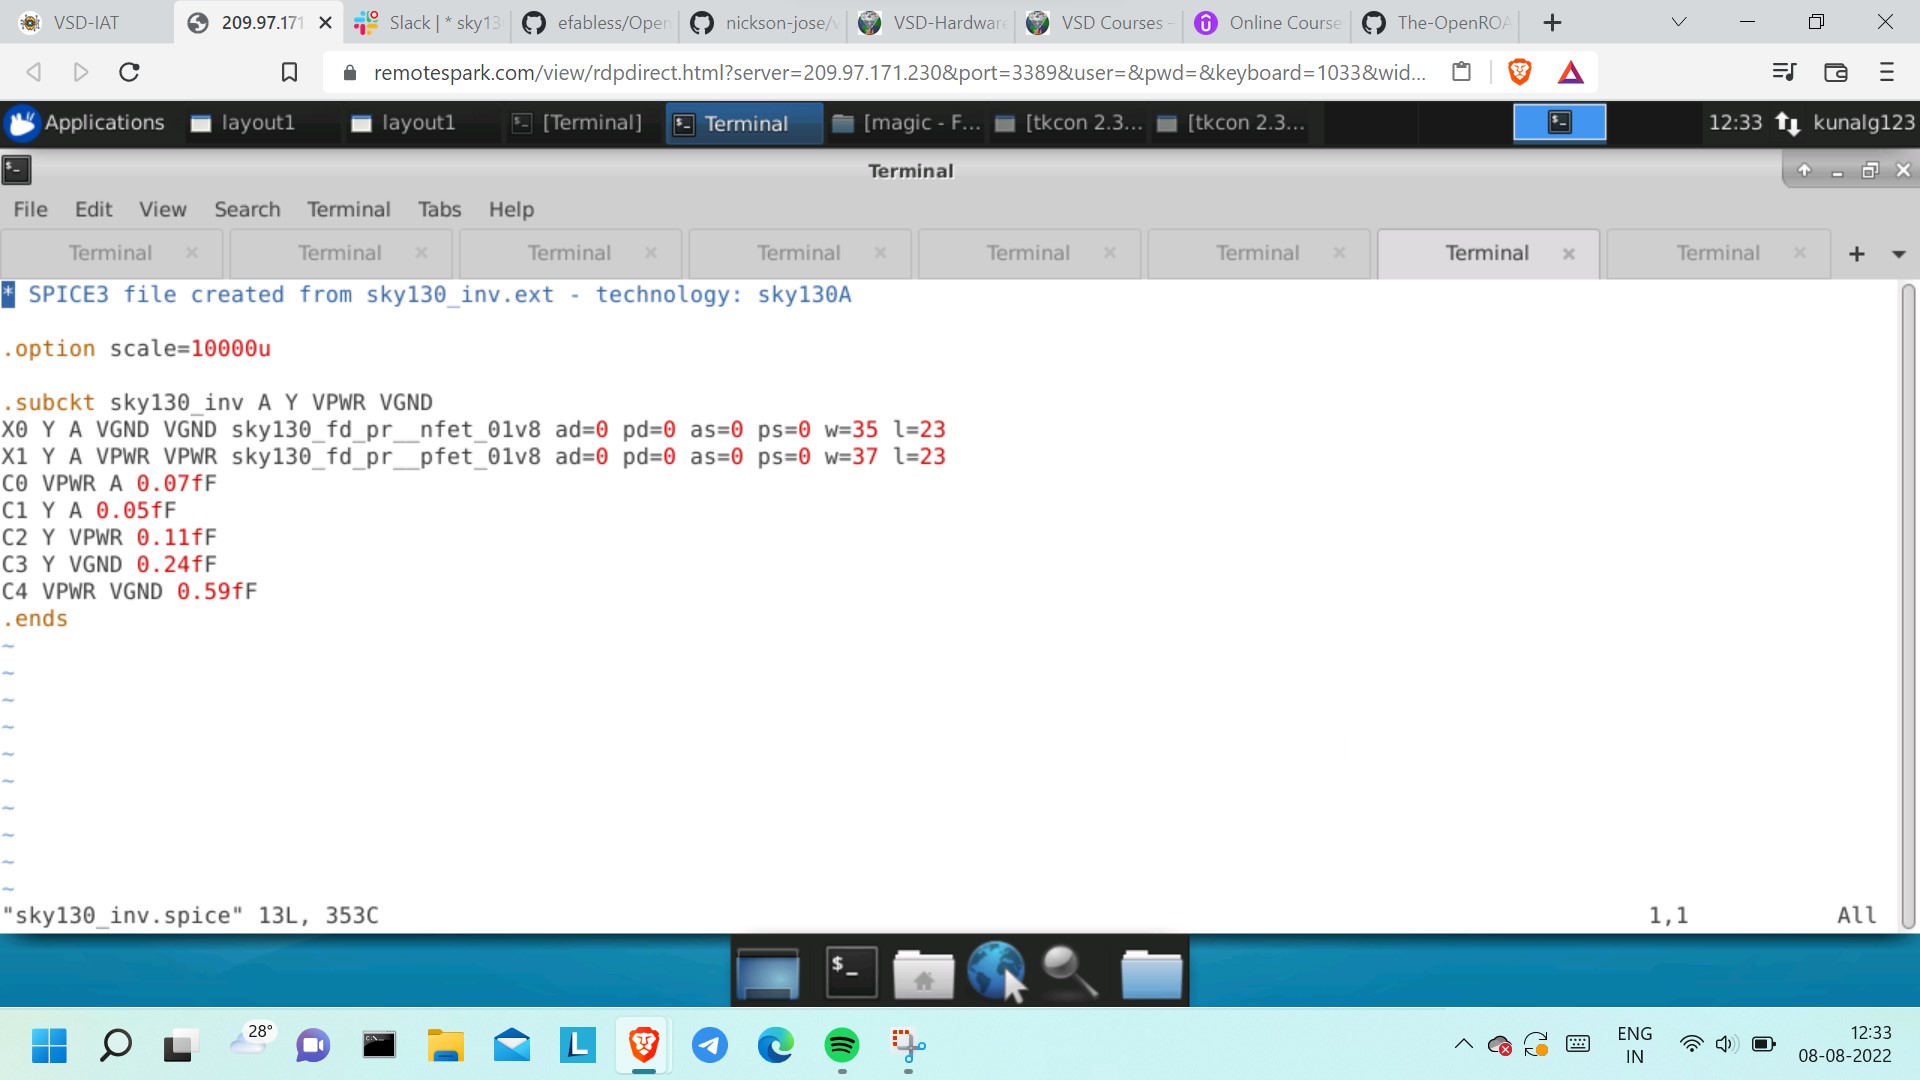 VSD-IAT
209.97.171
Slack | * sky13
efabless/Open
nickson-jose/v
VSD-Hardware
VSD Courses -
Online Course
The-OpenROA
remotespark.com/view/rdpdirect.html?server=209.97.171.230&port=3389&user=&pwd=&keyboard=1033&wid...
Applications
layout1
layout1
[Terminal]
Terminal
[magic - F...
[tkcon 2.3...
[tkcon 2.3...
12:33
kunalg123
Terminal
File Edit View Search Terminal Tabs Help
Terminal
Terminal
Terminal
Terminal
Terminal
Terminal
Terminal
Terminal
* SPICE3 file created from sky130_inv.ext - technology: sky130A
.option scale=10000u
.subckt sky130_inv A Y VPWR VGND
X0 Y A VGND VGND sky130_fd_pr__nfet_01v8 ad=0 pd=0 as=0 ps=0 w=35 l=23
X1 Y A VPWR VPWR sky130_fd_pr__pfet_01v8 ad=0 pd=0 as=0 ps=0 w=37 l=23
C0 VPWR A 0.07fF
C1 Y A 0.05fF
C2 Y VPWR 0.11fF
C3 Y VGND 0.24fF
C4 VPWR VGND 0.59fF
.ends
~
~
~
~
~
~
~
~
~
~
"sky130_inv.spice" 13L, 353C 1,1 All
$_
28°
L
ENG
IN
12:33
08-08-2022